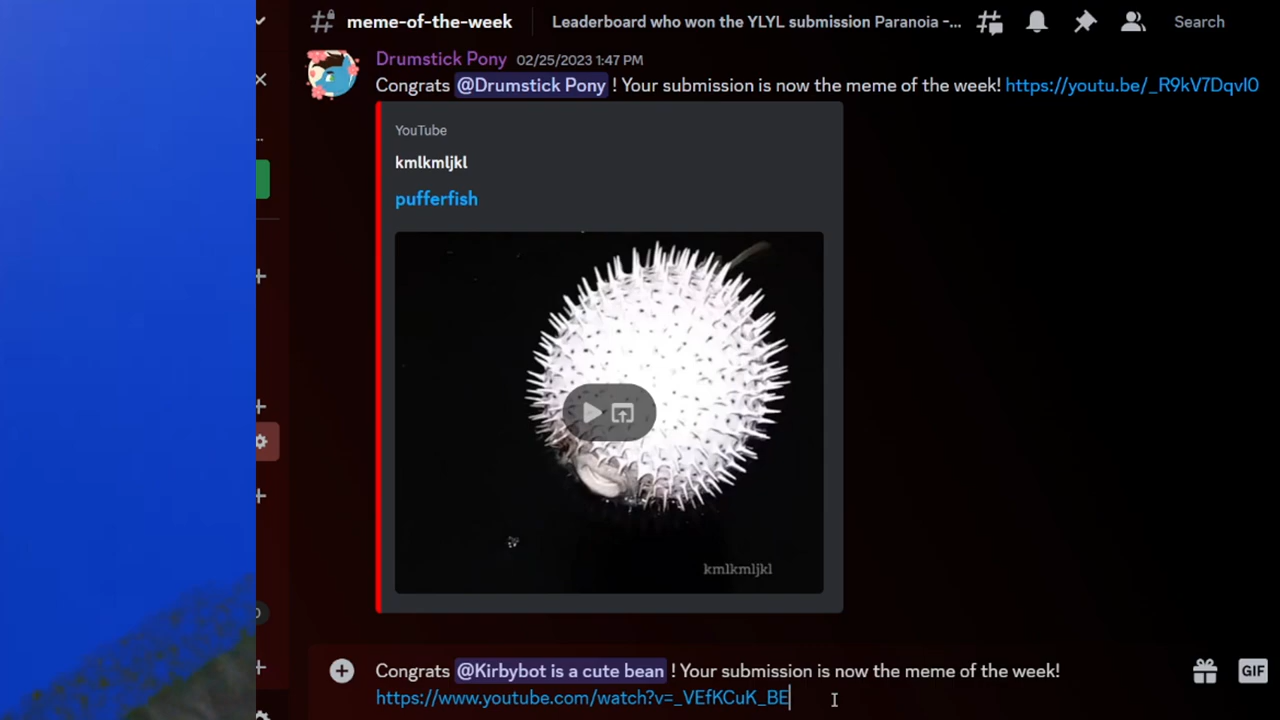 meme-of-the-week
Leaderboard who won the YLYL submission Paranoia -...
Search
Drumstick Pony 02/25/2023 1:47 PM
Congrats @Drumstick Pony ! Your submission is now the meme of the week! https://youtu.be/_R9kV7DqvI0
YouTube
kmlkmljkl
pufferfish
kmlkmljkl
Congrats @Kirbybot is a cute bean ! Your submission is now the meme of the week!
https://www.youtube.com/watch?v=_VEfKCuK_BE
GIF